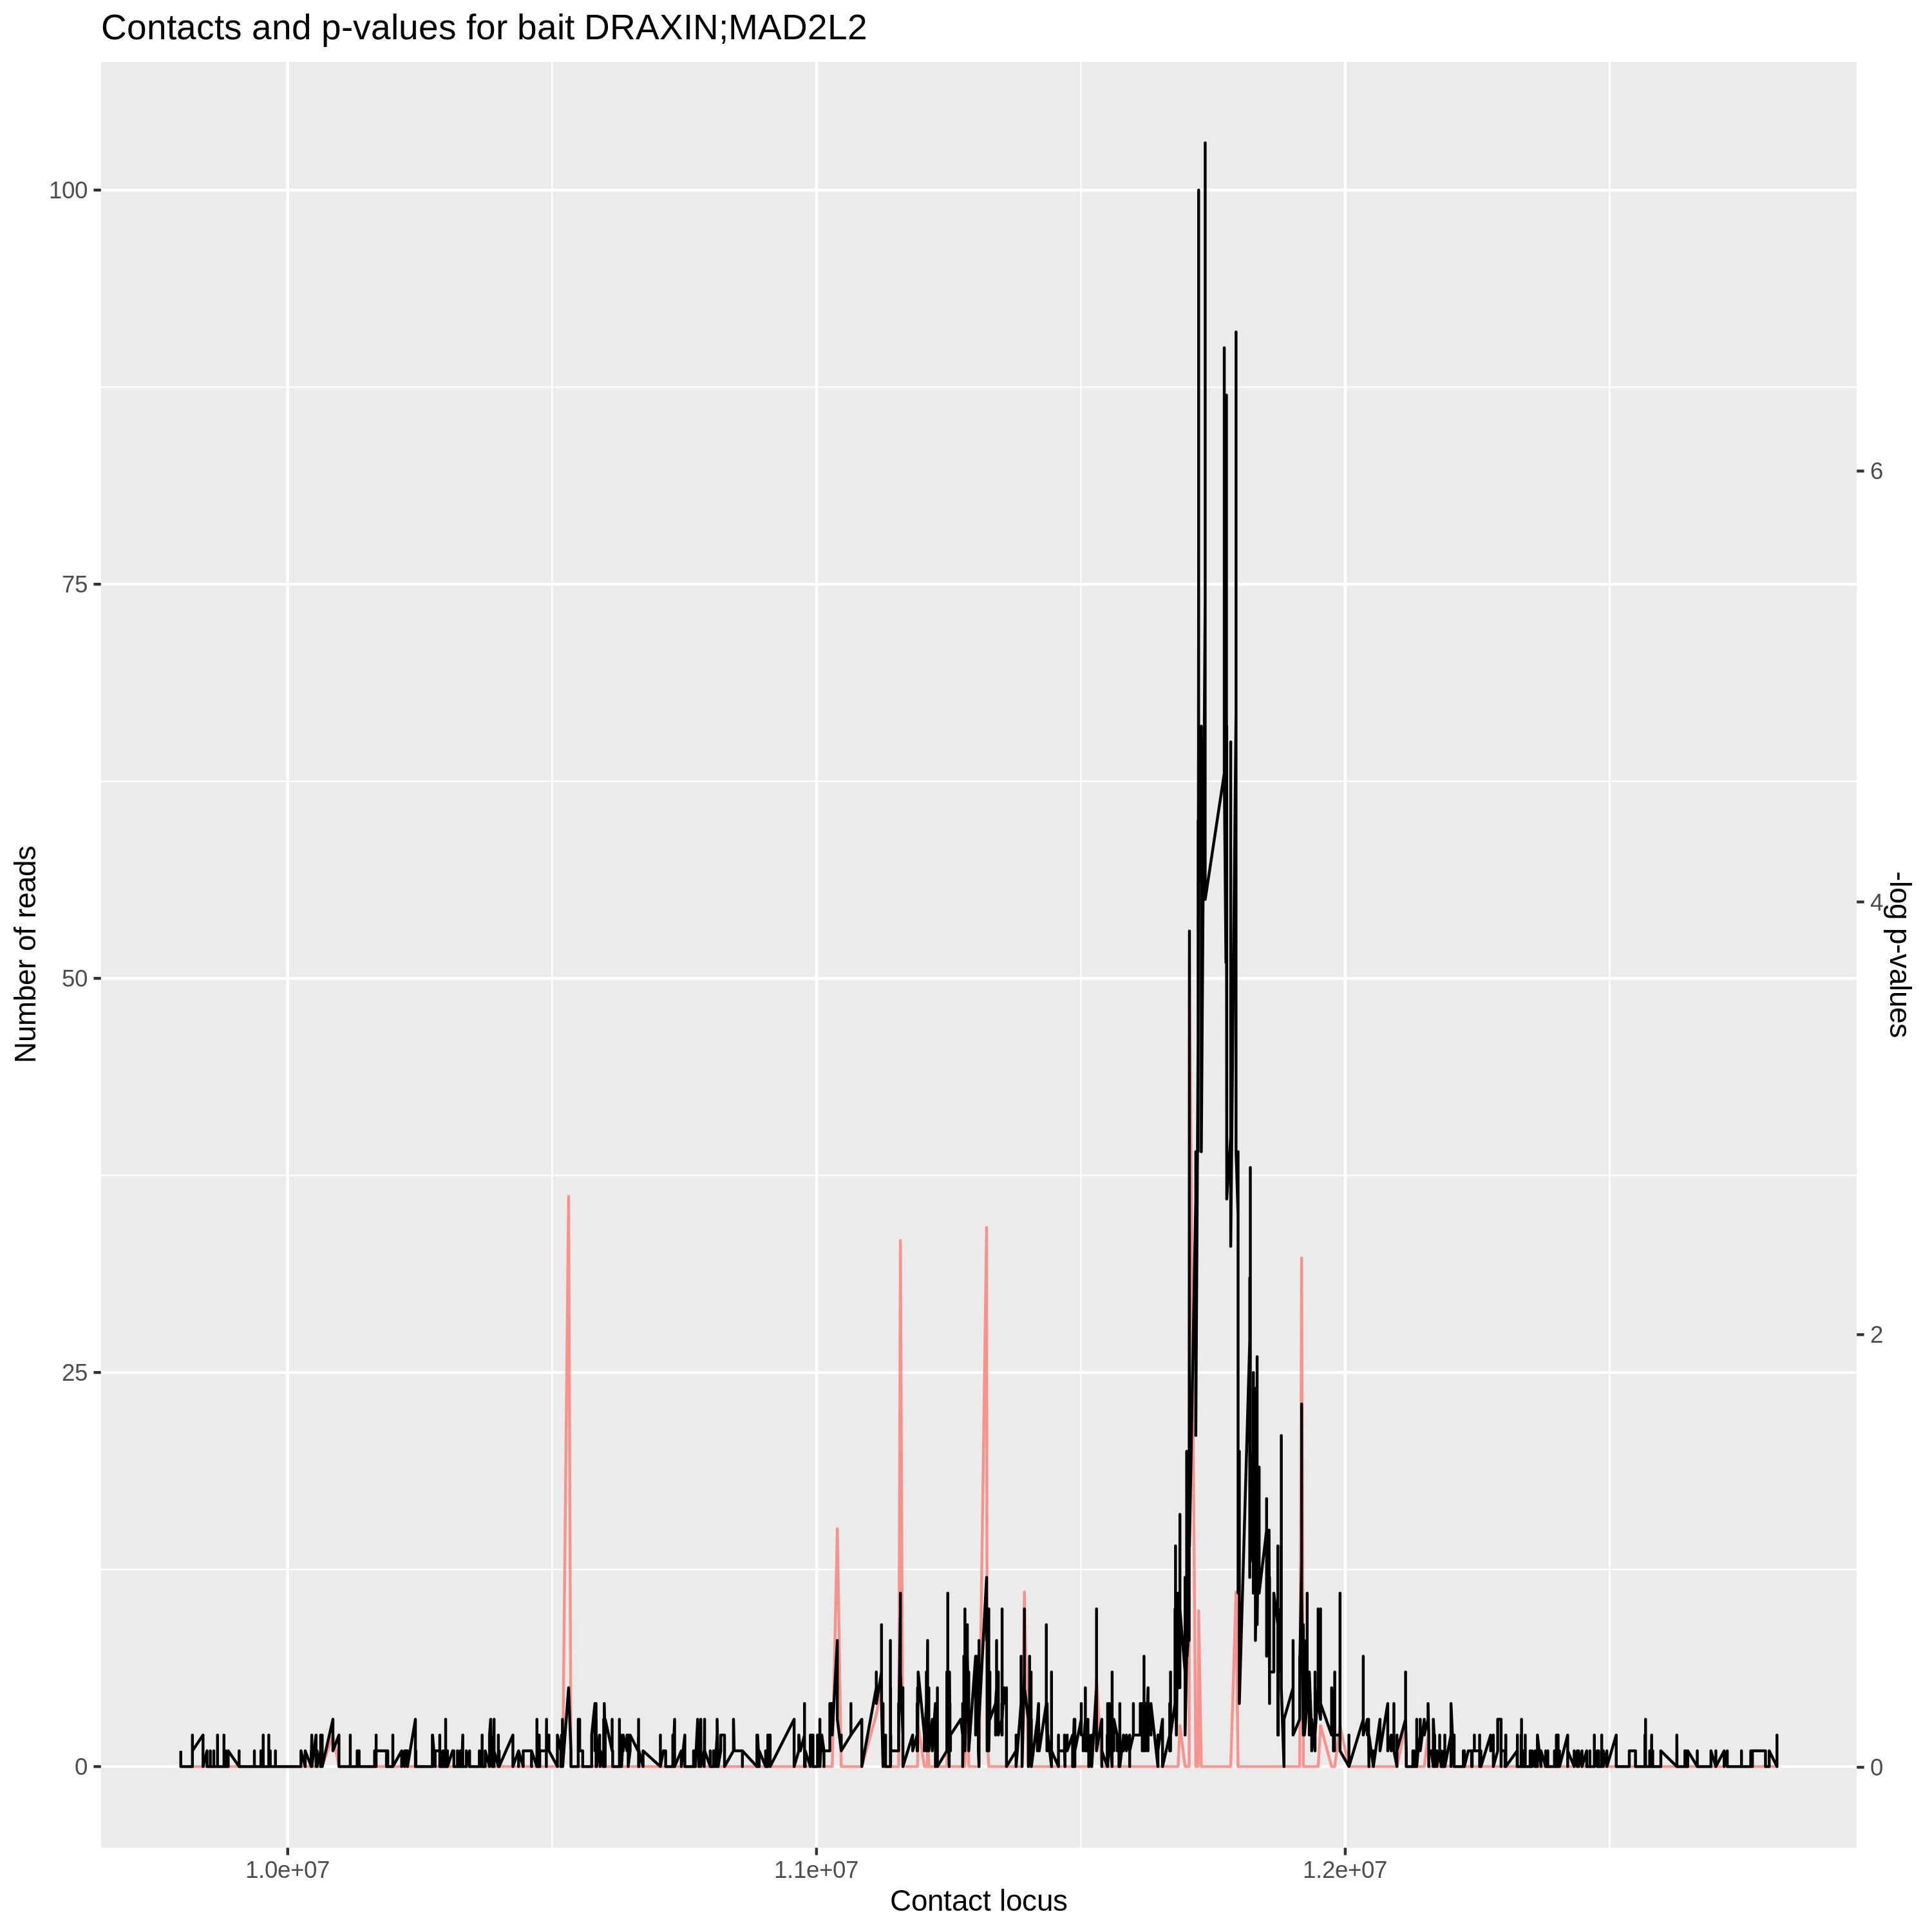 Contacts and p-values for bait DRAXIN;MAD2L2
100
75
50
25
0
Number of reads
6
4
2
0
-log p-values
1.0e+07
1.1e+07
1.2e+07
Contact locus